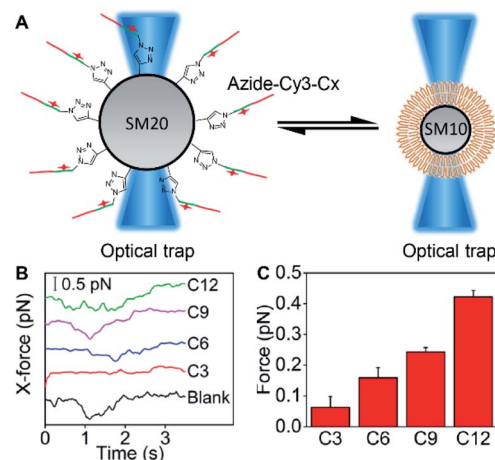 A
Azide-Cy3-Cx
SM20
SM10
Optical trap
Optical trap
B
X-force (pN)
0.5 pN
C12
C9
C6
C3
Blank
0
1
2
3
Time (s)
C
Force (pN)
0.5
0.4
0.3
0.2
0.1
0.0
C3
C6
C9
C12